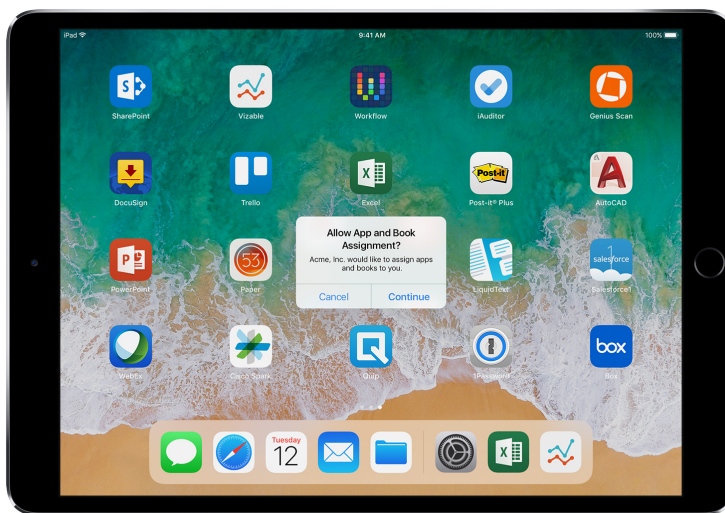 iPad 9:41 AM 100%
SharePoint Vizable Workflow iAuditor Genius Scan
DocuSign Trello Excel Post-it® Plus AutoCAD
Allow App and Book
Assignment?
Acme, Inc. would like to assign apps
and books to you.
Cancel Continue
PowerPoint Paper LiquidText Salesforce1
WebEx Cisco Spark Quip 1Password Box
S
Post-it
A
P
53
1
salesforce
box
Tuesday
12
X